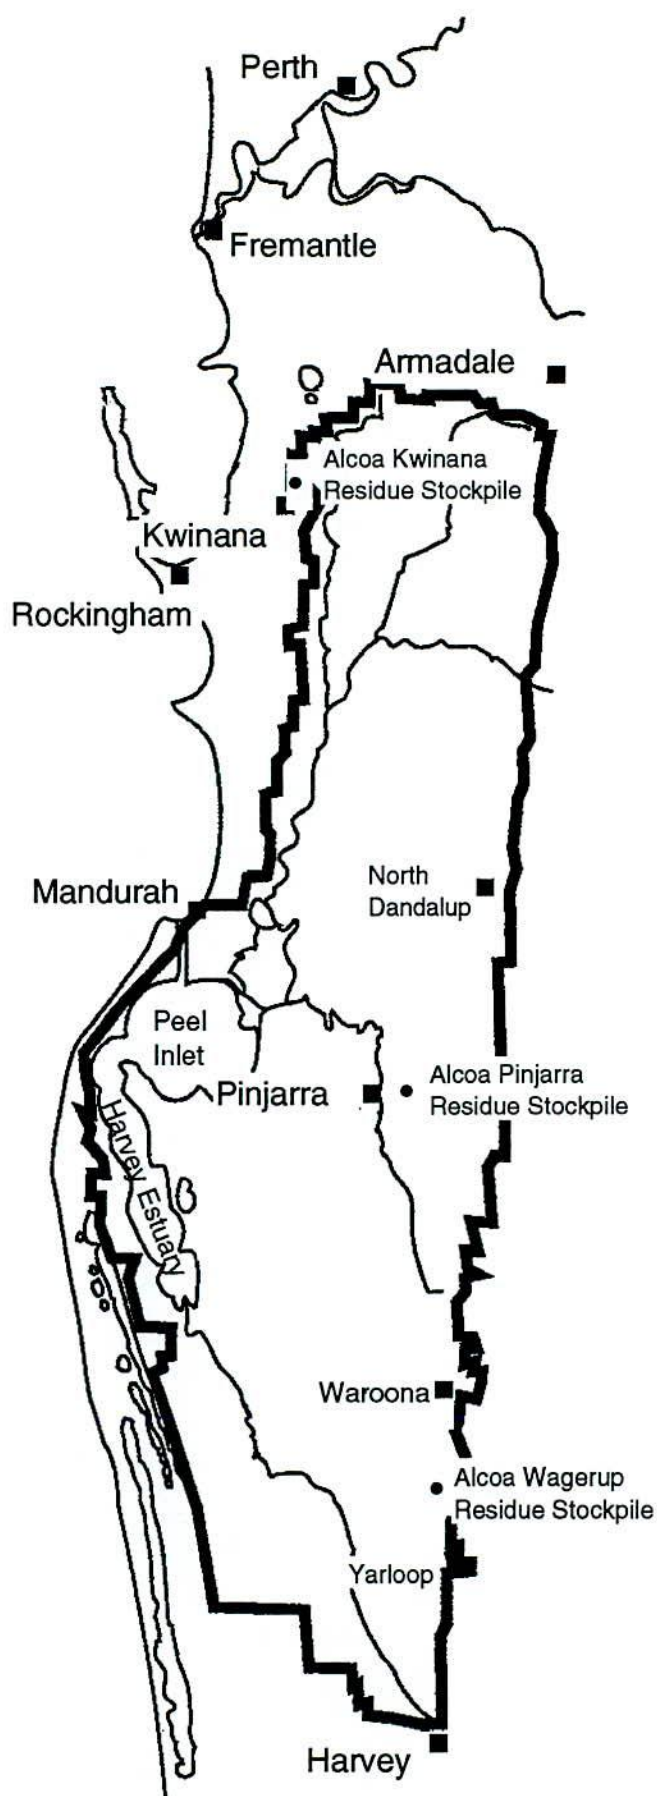 Perth
Fremantle
Armadale
Alcoa Kwinana
Residue Stockpile
Kwinana
Rockingham
Mandurah
North
Dandalup
Peel
Inlet
Pinjarra
Alcoa Pinjarra
Residue Stockpile
Harvey Estuary
Waroona
Alcoa Wagerup
Residue Stockpile
Yarloop
Harvey